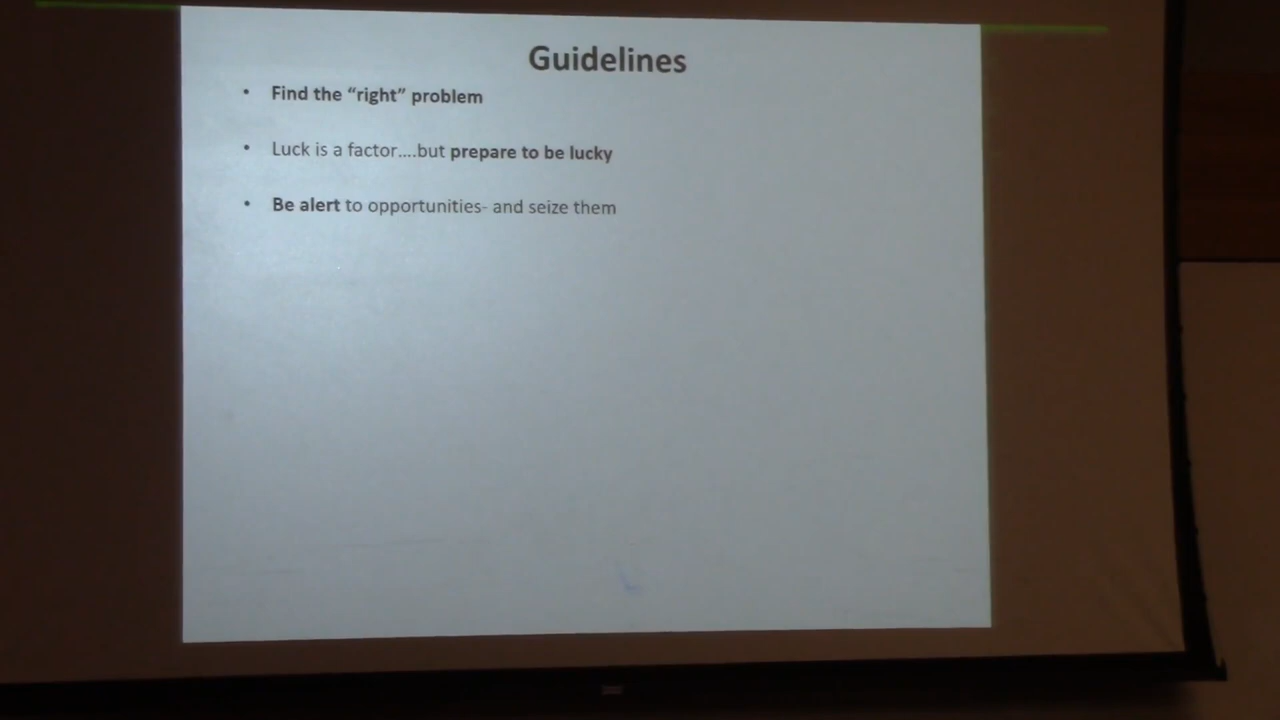 Guidelines
• Find the “right” problem
• Luck is a factor....but prepare to be lucky
• Be alert to opportunities- and seize them